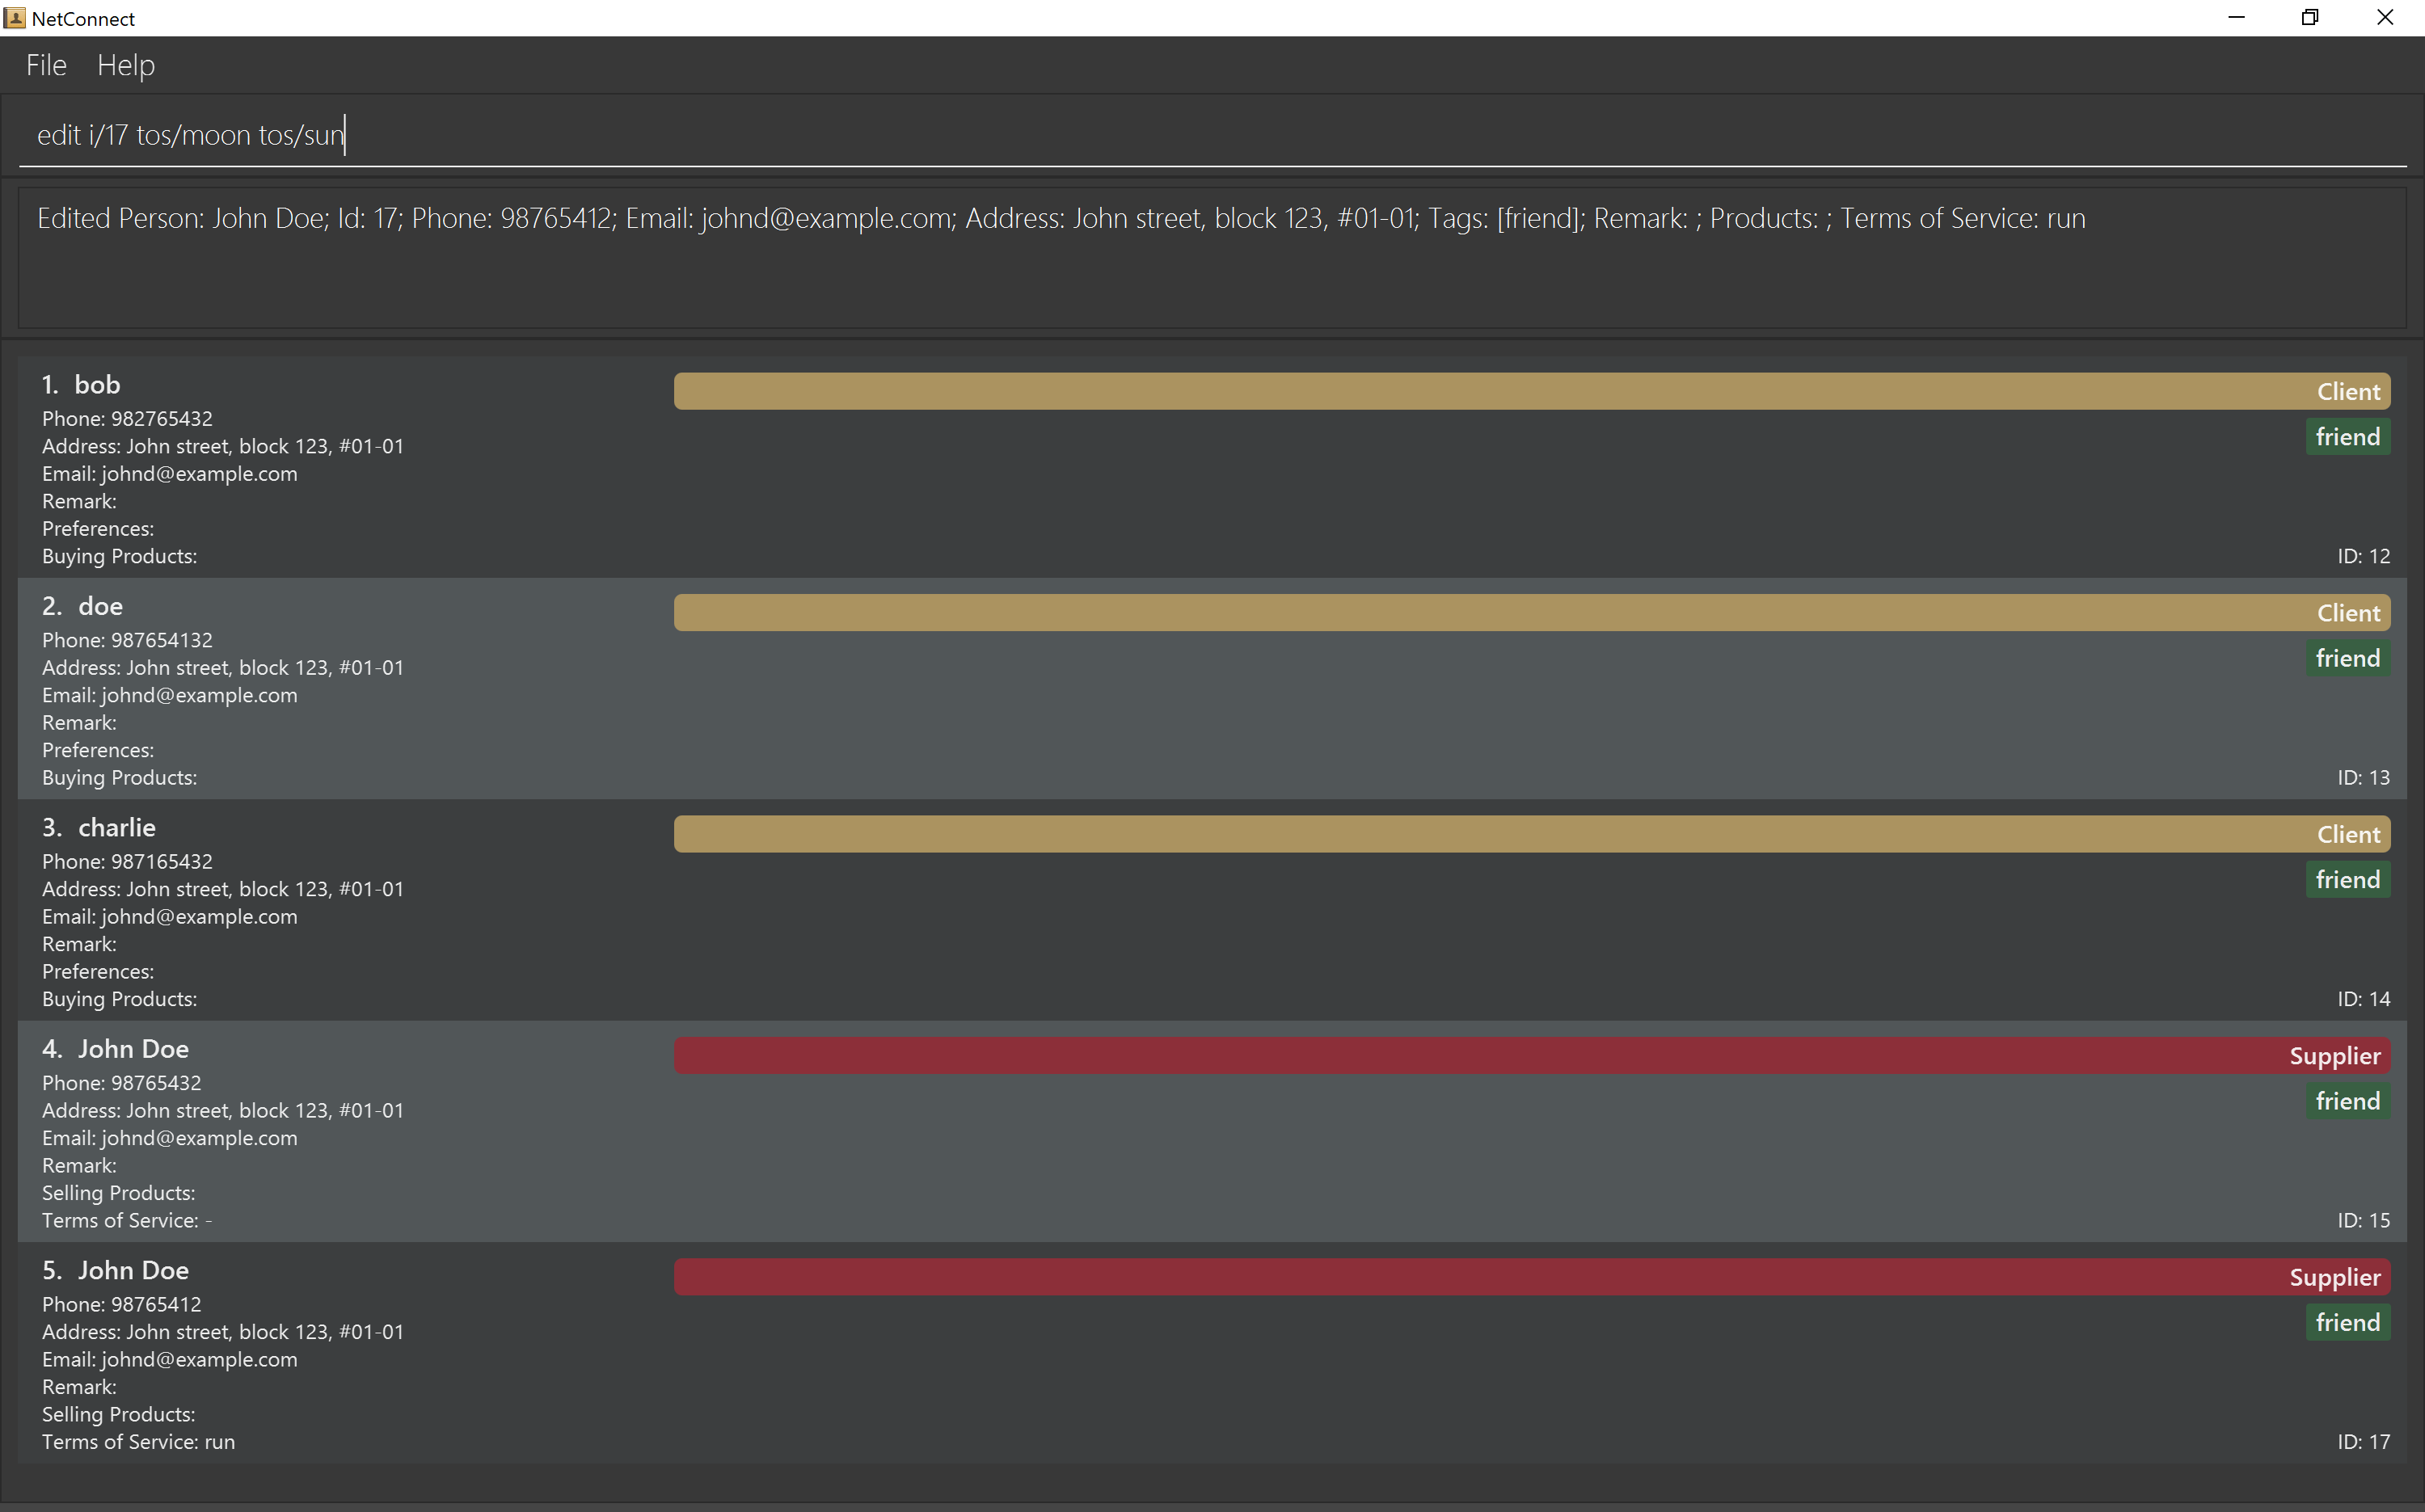 NetConnect
File Help
edit i/17 tos/moon tos/sun
Edited Person: John Doe; Id: 17; Phone: 98765412; Email: johnd@example.com; Address: John street, block 123, #01-01; Tags: [friend]; Remark: ; Products: ; Terms of Service: run
1. bob
Client
Phone: 982765432
friend
Address: John street, block 123, #01-01
Email: johnd@example.com
Remark:
Preferences:
Buying Products:
ID: 12
2. doe
Client
Phone: 987654132
friend
Address: John street, block 123, #01-01
Email: johnd@example.com
Remark:
Preferences:
Buying Products:
ID: 13
3. charlie
Client
Phone: 987165432
friend
Address: John street, block 123, #01-01
Email: johnd@example.com
Remark:
Preferences:
Buying Products:
ID: 14
4. John Doe
Supplier
Phone: 98765432
friend
Address: John street, block 123, #01-01
Email: johnd@example.com
Remark:
Selling Products:
Terms of Service: -
ID: 15
5. John Doe
Supplier
Phone: 98765412
friend
Address: John street, block 123, #01-01
Email: johnd@example.com
Remark:
Selling Products:
Terms of Service: run
ID: 17